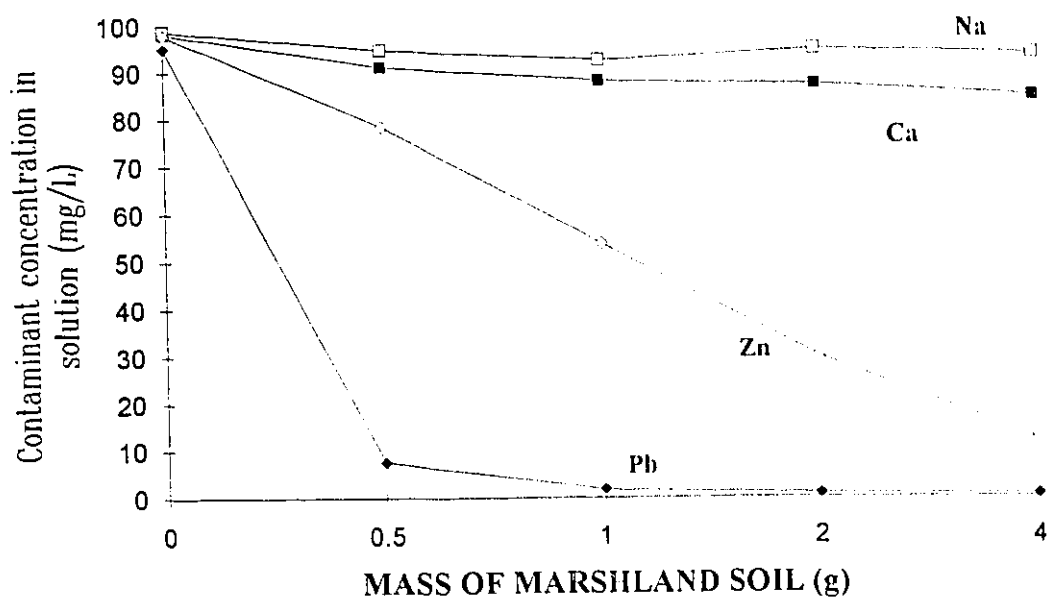 Contaminant concentration in
solution (mg/L)
100
90
80
70
60
50
40
30
20
10
0
Na
Ca
Zn
Pb
0 0.5 1 2 4
MASS OF MARSHLAND SOIL (g)